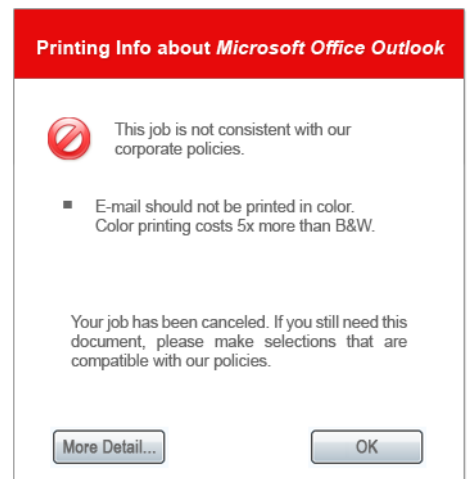 Printing Info about Microsoft Office Outlook
This job is not consistent with our
corporate policies.
E-mail should not be printed in color.
Color printing costs 5x more than B&W.
Your job has been canceled. If you still need this
document, please make selections that are
compatible with our policies.
More Detail...
OK